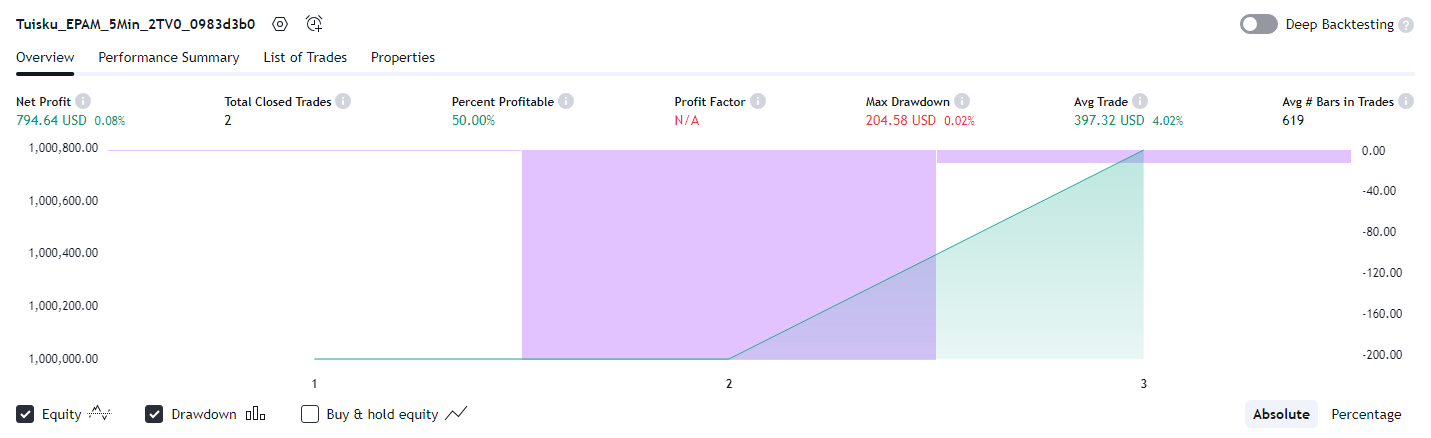 Tuisku_EPAM_5Min_2TV0_0983d3b0
Deep Backtesting ?
Overview Performance Summary List of Trades Properties
Net Profit Total Closed Trades Percent Profitable Profit Factor Max Drawdown Avg Trade Avg # Bars in Trades
794.64 USD 0.08% 2 50.00% N/A 204.58 USD 0.02% 397.32 USD 4.02% 619
1,000,800.00 0.00
1,000,600.00 -40.00
1,000,400.00 -80.00
1,000,200.00 -120.00
1,000,000.00 -160.00
-200.00
1 2 3
Equity Drawdown Buy & hold equity Absolute Percentage